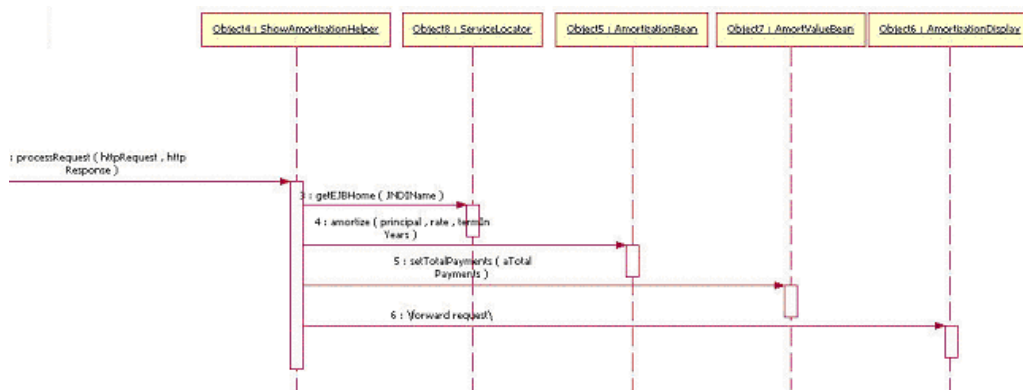 Object4 : ShowAmortizationHelper
Object8 : ServiceLocator
Object5 : AmortizationBean
Object7 : AmortValueBean
Object6 : AmortizationDisplay
: processRequest ( httpRequest , http
Response )
3 : getEJBHome ( JNDIName )
4 : amortize ( principal , rate , termIn
Years )
5 : setTotalPayments ( aTotal
Payments )
6 : \forward request\